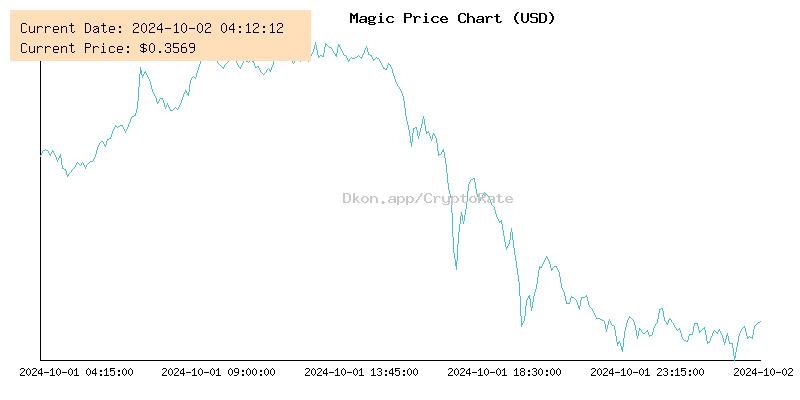 Magic Price Chart (USD)
Current Date: 2024-10-02 04:12:12
Current Price: $0.3569
Dkon.app/CryptoRate
2024-10-01 04:15:00 2024-10-01 09:00:00 2024-10-01 13:45:00 2024-10-01 18:30:00 2024-10-01 23:15:00 2024-10-02